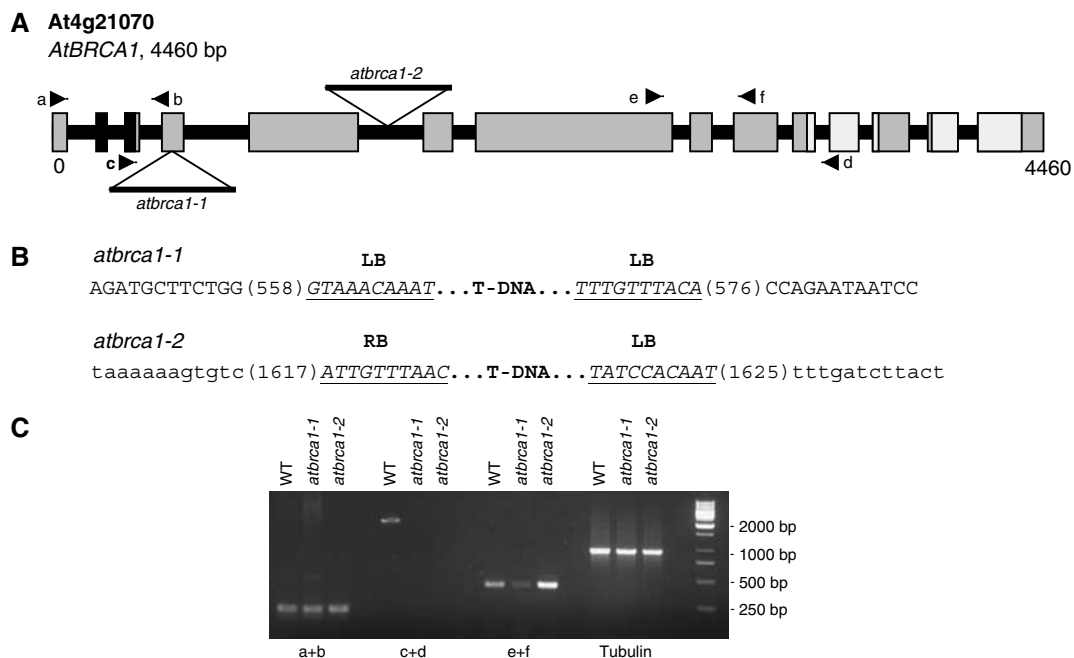 A At4g21070
AtBRCA1, 4460 bp
atbrca1-2
a b e f
c d
0 4460
atbrca1-1
B atbrca1-1
LB LB
AGATGCTTCTGG(558)GTAAACAAAT...T-DNA...TTTGTTTACA(576)CCAGAATAATCC
atbrca1-2
RB LB
taaaaaagtgtc(1617)ATTGTTTAAC...T-DNA...TATCCACAAT(1625)tttgatcttact
C
WT atbrca1-1 atbrca1-2 WT atbrca1-1 atbrca1-2 WT atbrca1-1 atbrca1-2 WT atbrca1-1 atbrca1-2
- 2000 bp
- 1000 bp
- 500 bp
- 250 bp
a+b c+d e+f Tubulin